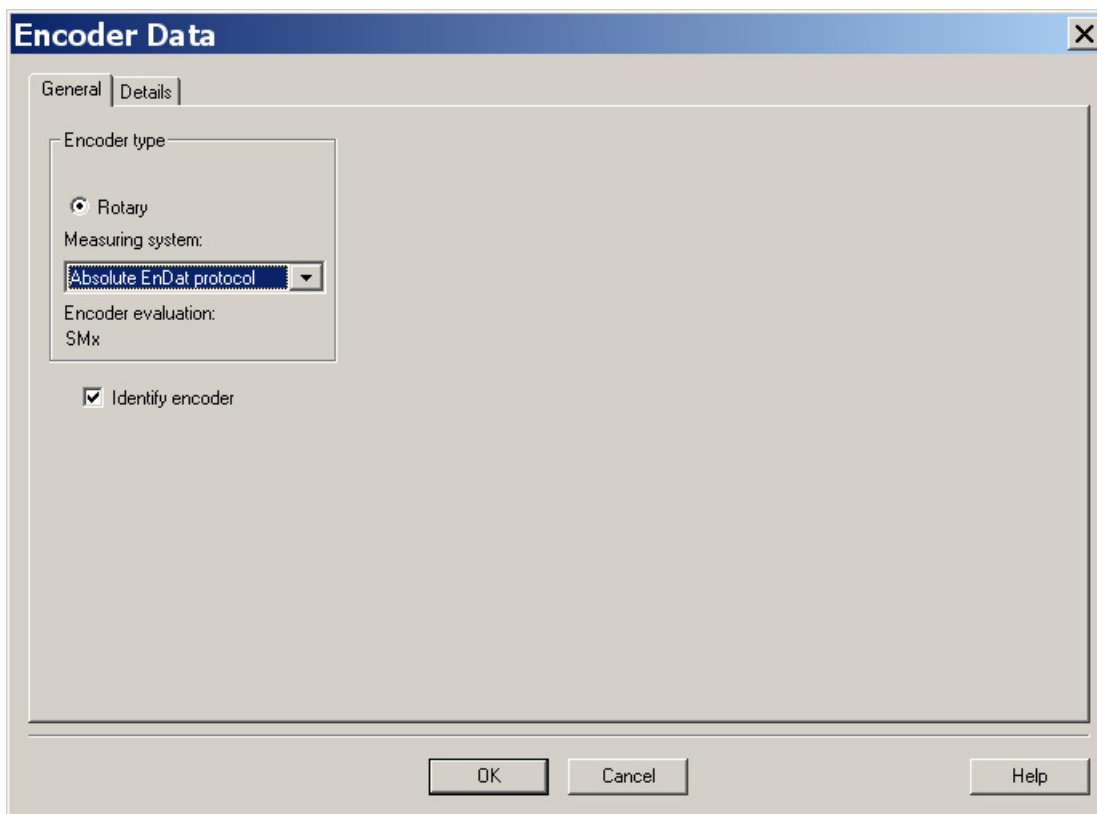 Encoder Data
General Details
Encoder type
Rotary
Measuring system:
Absolute EnDat protocol
Encoder evaluation:
SMx
Identify encoder
OK Cancel Help